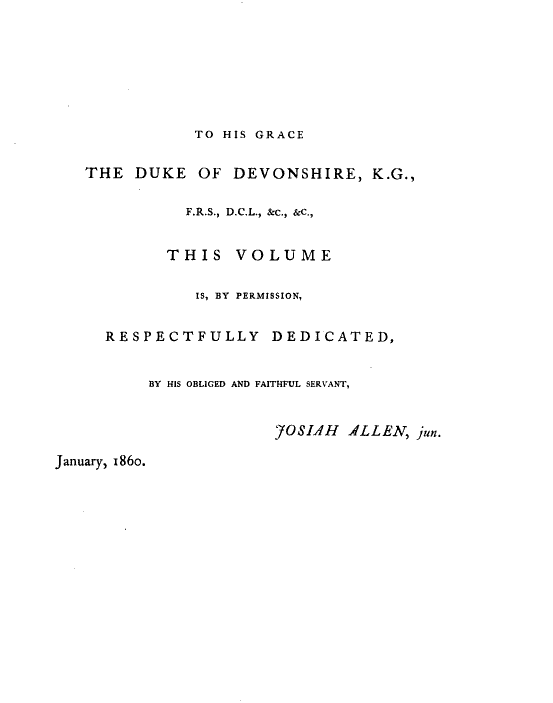 TO HIS GRACE
THE DUKE OF DEVONSHIRE, K.G.,
F.R.S., D.C.L., &c., &c.,
THIS VOLUME
IS, BY PERMISSION,
RESPECTFULLY DEDICATED,
BY HIS OBLIGED AND FAITHFUL SERVANT,
JOSIAH ALLEN, jun.
January, 1860.